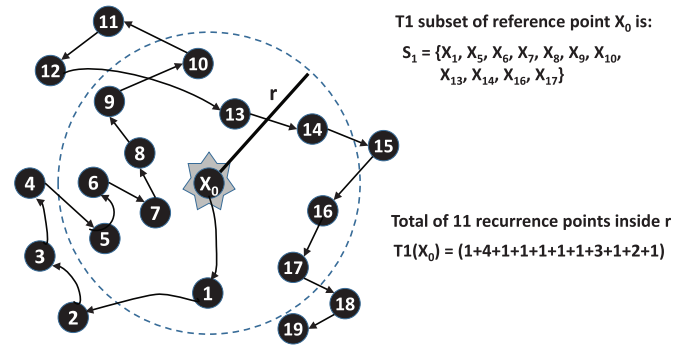 11
T1 subset of reference point X₀ is:
S₁ = {X₁, X₅, X₆, X₇, X₈, X₉, X₁₀,
X₁₃, X₁₄, X₁₆, X₁₇}
12
10
9
r
13
14
15
8
4
6
X₀
7
16
5
Total of 11 recurrence points inside r
T1(X₀) = (1+4+1+1+1+1+1+3+1+2+1)
3
17
1
2
18
19